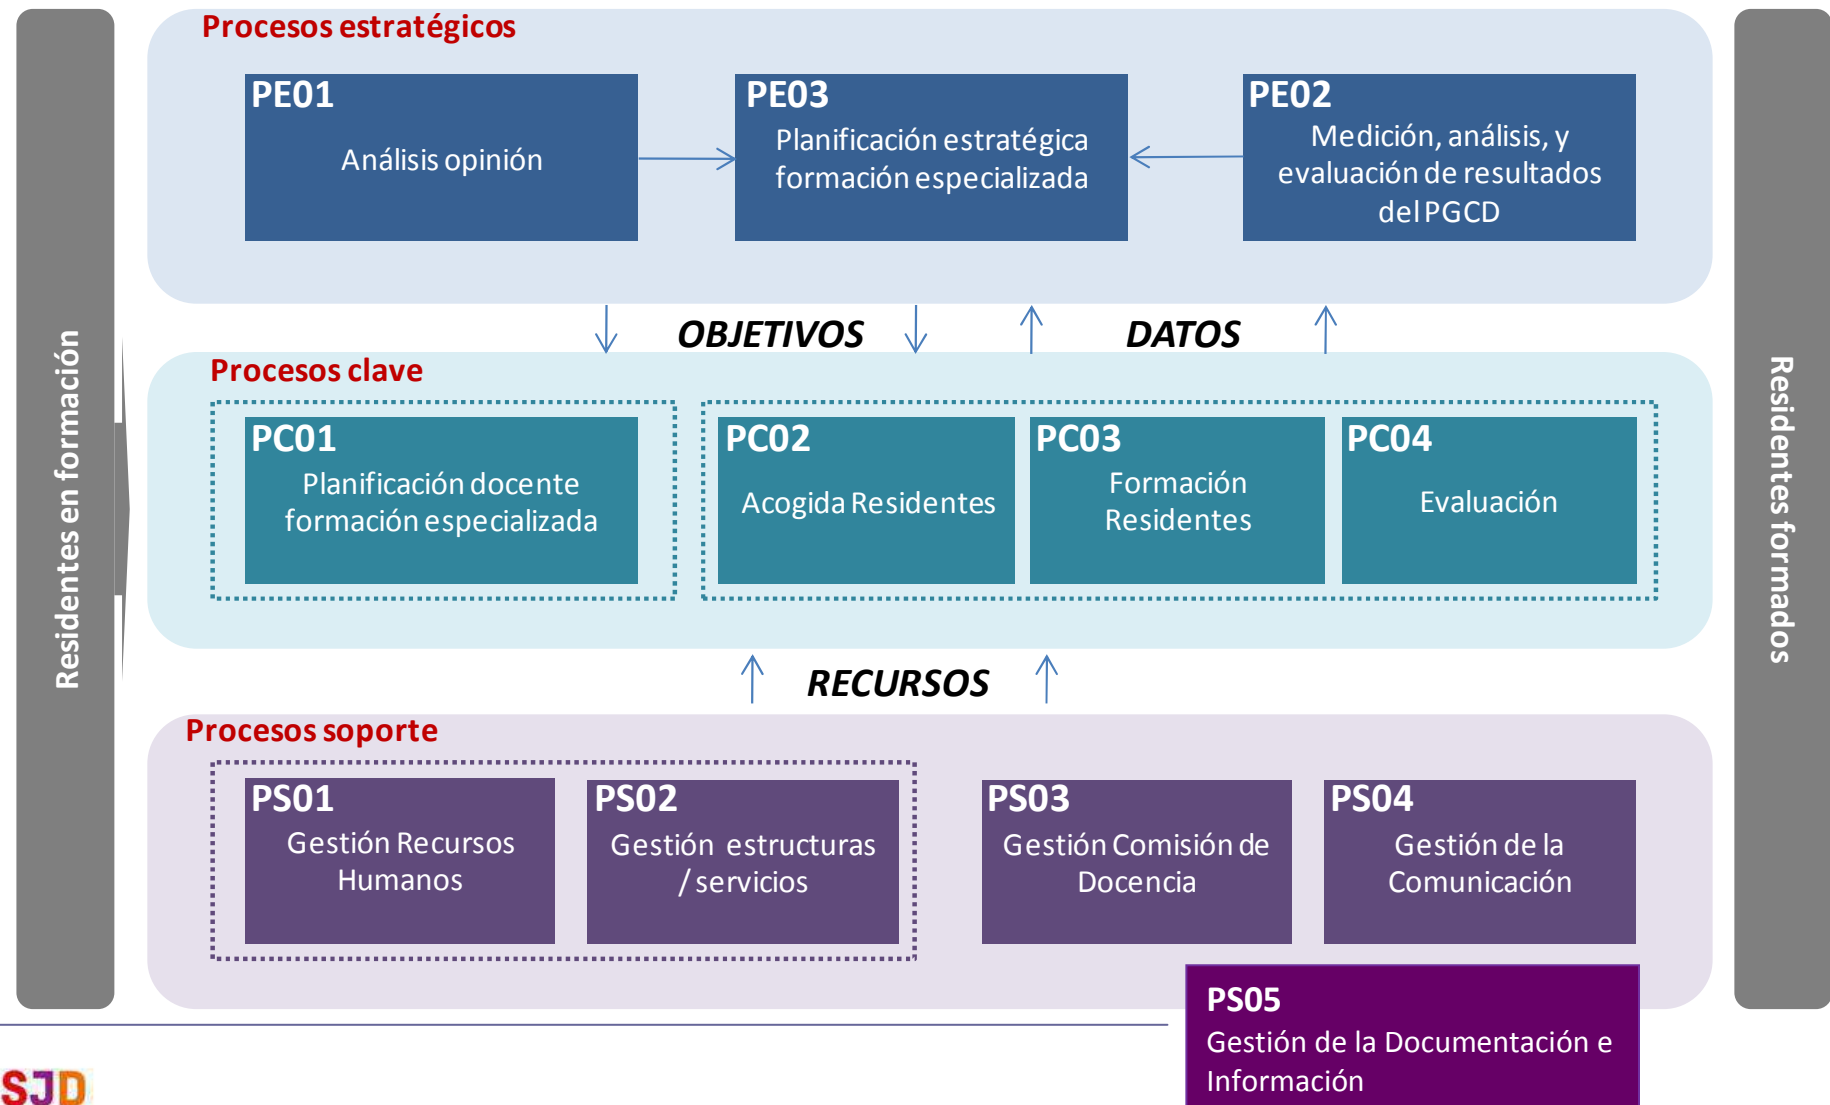 Procesos estratégicos
PE01
Análisis opinión
PE03
Planificación estratégica
formación especializada
PE02
Medición, análisis, y
evaluación de resultados
del PGCD
OBJETIVOS
DATOS
Residentes en formación
Procesos clave
PC01
Planificación docente
formación especializada
PC02
Acogida Residentes
PC03
Formación
Residentes
PC04
Evaluación
Residentes formados
RECURSOS
Procesos soporte
PS01
Gestión Recursos
Humanos
PS02
Gestión estructuras
/ servicios
PS03
Gestión Comisión de
Docencia
PS04
Gestión de la
Comunicación
PS05
Gestión de la Documentación e
Información
SJD